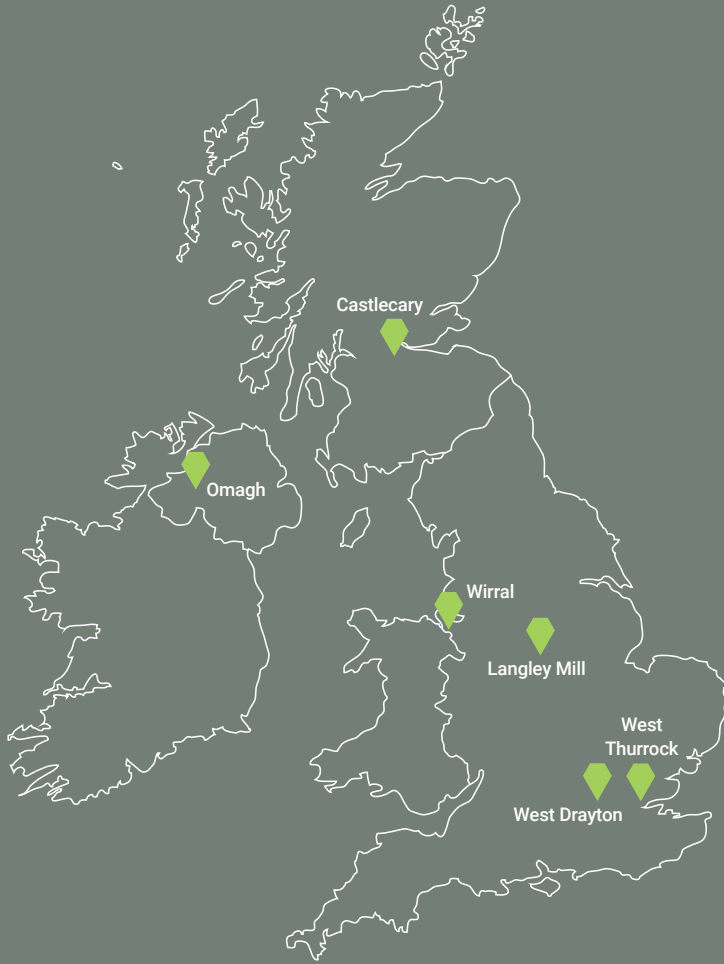 Castlecary
Omagh
Wirral
Langley Mill
West
Thurrock
West Drayton